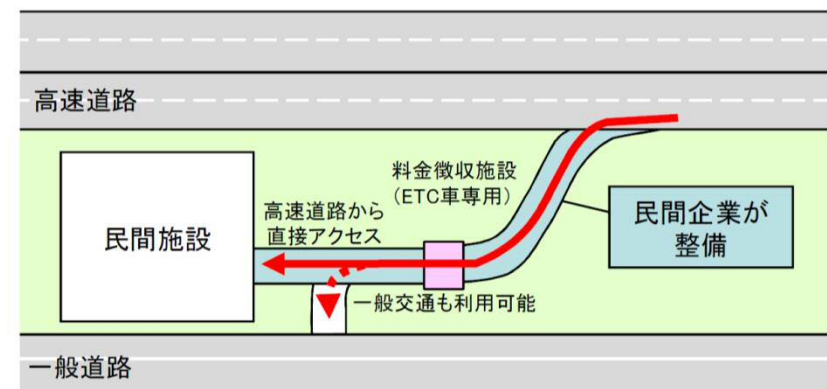 高速道路
料金徴収施設
(ETC車専用)
民間企業が
整備
高速道路から
直接アクセス
民間施設
一般交通も利用可能
一般道路